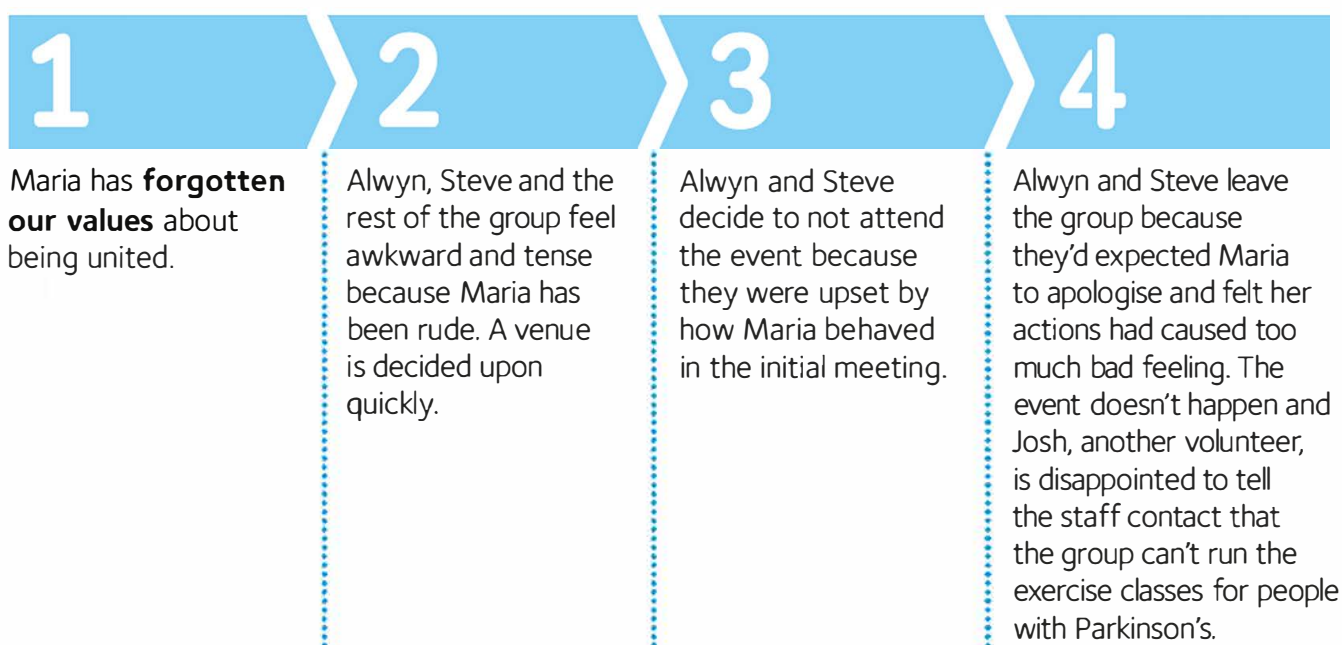 1
Maria has forgotten
our values about
being united.
2
Alwyn, Steve and the
rest of the group feel
awkward and tense
because Maria has
been rude. A venue
is decided upon
quickly.
3
Alwyn and Steve
decide to not attend
the event because
they were upset by
how Maria behaved
in the initial meeting.
4
Alwyn and Steve leave
the group because
they'd expected Maria
to apologise and felt her
actions had caused too
much bad feeling. The
event doesn't happen and
Josh, another volunteer,
is disappointed to tell
the staff contact that
the group can't run the
exercise classes for people
with Parkinson's.